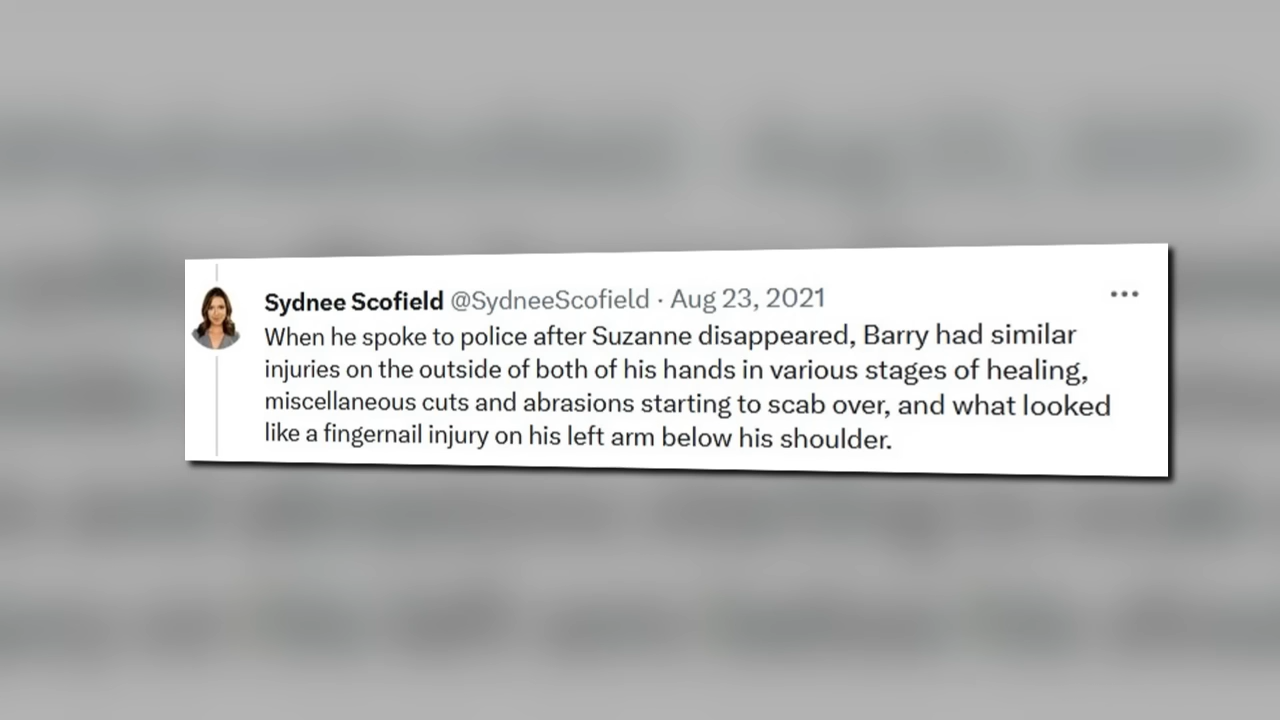 Sydnee Scofield @SydneeScofield · Aug 23, 2021
When he spoke to police after Suzanne disappeared, Barry had similar
injuries on the outside of both of his hands in various stages of healing,
miscellaneous cuts and abrasions starting to scab over, and what looked
like a fingernail injury on his left arm below his shoulder.